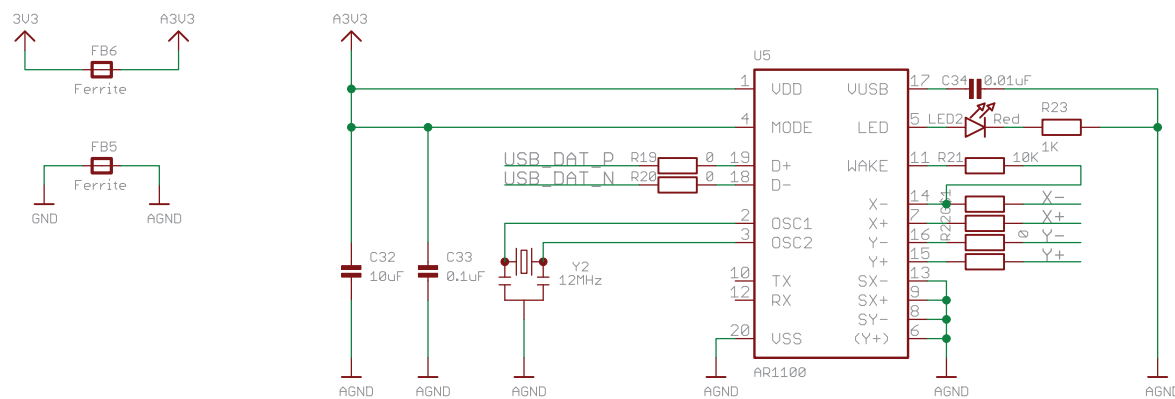 3V3
A3V3
FB6
Ferrite
FB5
Ferrite
GND
AGND
A3V3
C32
10uF
C33
0.1uF
AGND
AGND
USB_DAT_P
USB_DAT_N
R19 0
R20 0
Y2
12MHz
AGND
AGND
U5
1 VDD
4 MODE
19 D+
18 D-
2 OSC1
3 OSC2
10 TX
12 RX
20 VSS
VUSB 17
LED 5
WAKE 11
X- 14
X+ 7
Y- 16
Y+ 15
SX- 13
SX+ 9
SY- 8
(Y+) 6
AR1100
C34 0.01uF
LED2 Red
R23
1K
R21 10K
0
X-
X+
Y-
Y+
AGND
AGND